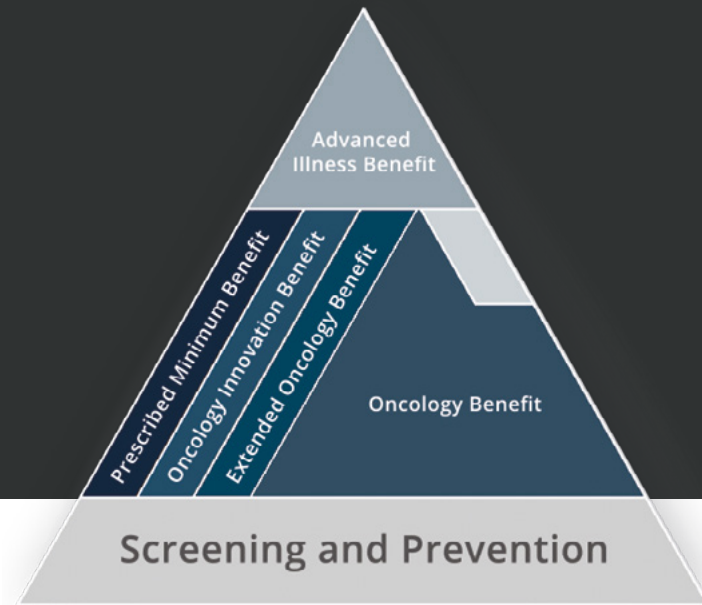 Advanced
Illness Benefit
Prescribed Minimum Benefit
Oncology Innovation Benefit
Extended Oncology Benefit
Oncology Benefit
Screening and Prevention